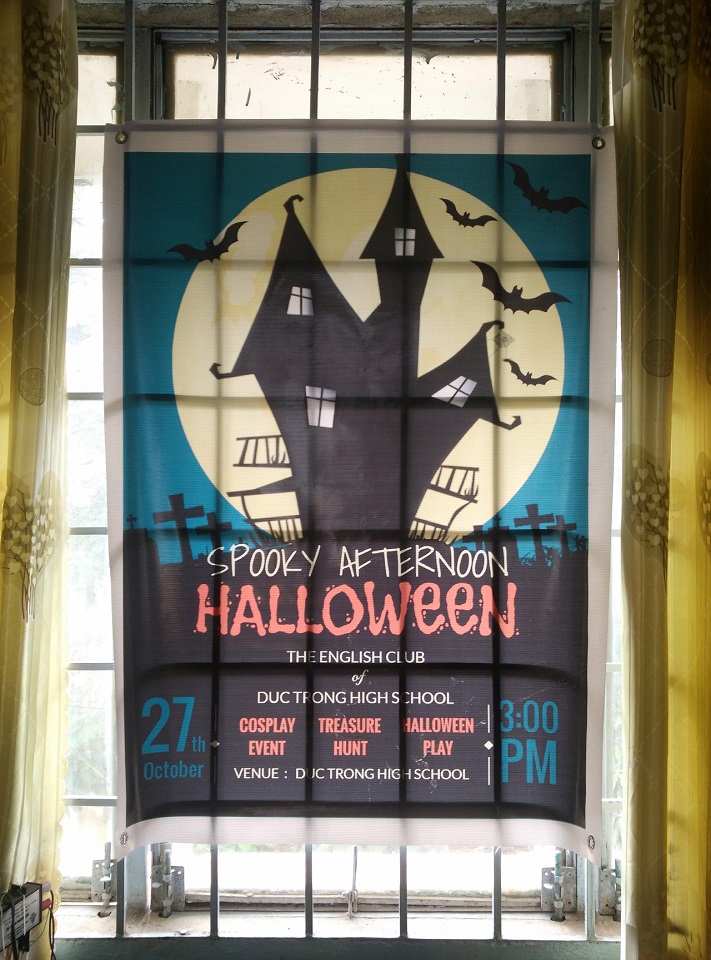 SPOOKY AFTERNOON
HALLOWEEN
THE ENGLISH CLUB
of
DUC TRONG HIGH SCHOOL
27th
October
COSPLAY EVENT
TREASURE HUNT
HALLOWEEN PLAY
3:00
PM
VENUE : DUC TRONG HIGH SCHOOL